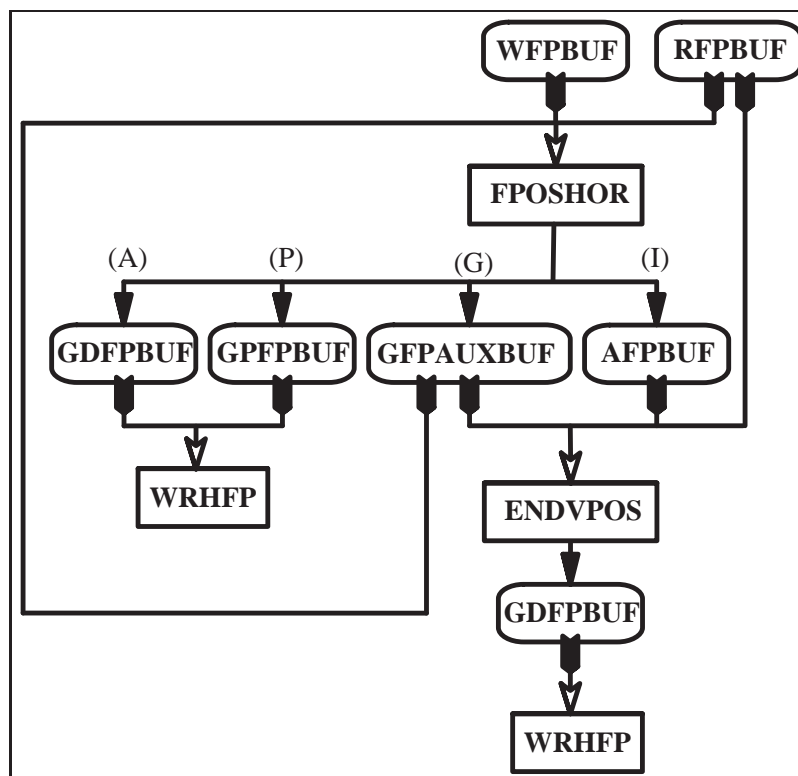 WFPBUF RFPBUF
FPOSHOR
(A) (P) (G) (I)
GDFPBUF GPFPBUF GFPAUXBUF AFPBUF
WRHFP
ENDVPOS
GDFPBUF
WRHFP